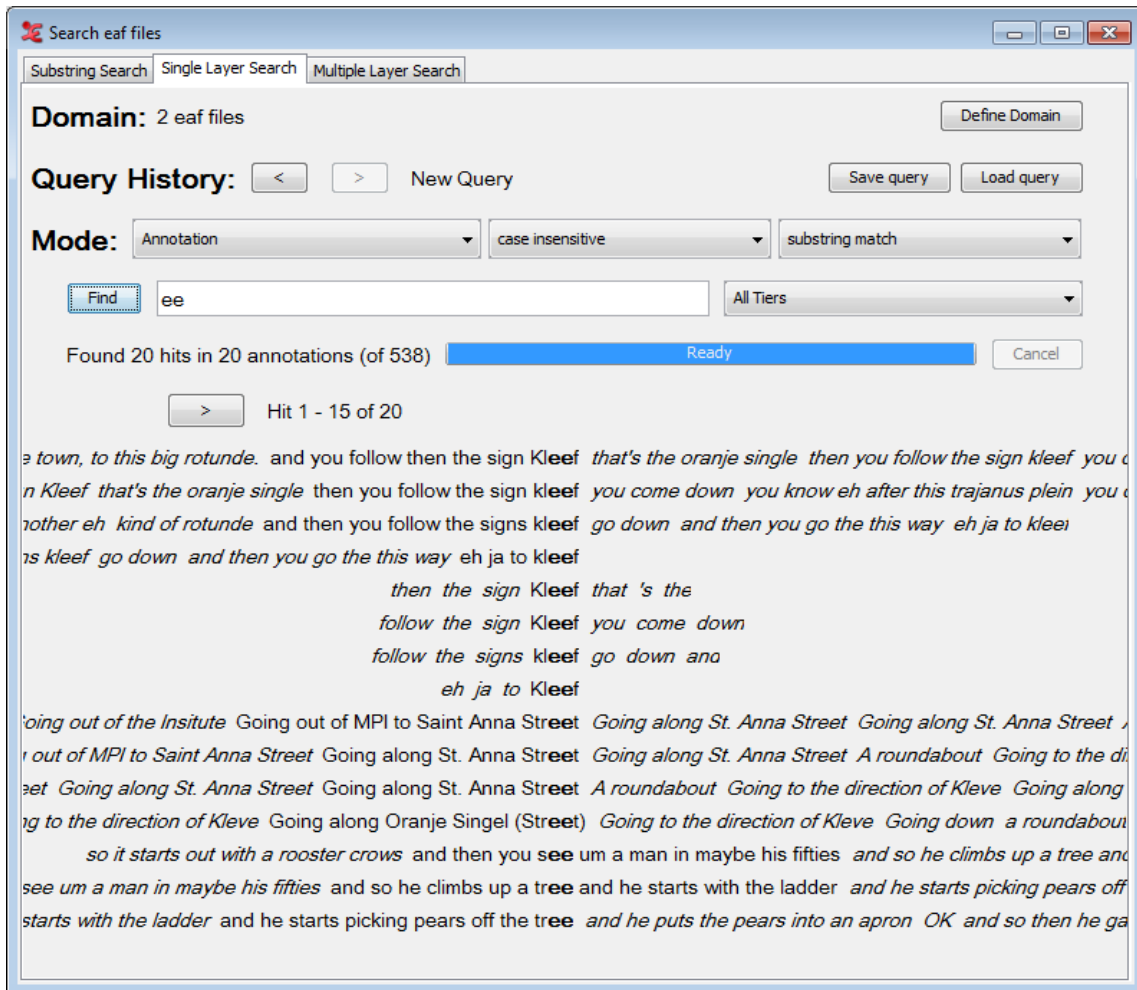 Search eaf files
Substring Search Single Layer Search Multiple Layer Search
Domain: 2 eaf files Define Domain
Query History: < > New Query Save query Load query
Mode: Annotation case insensitive substring match
Find ee All Tiers
Found 20 hits in 20 annotations (of 538) Ready Cancel
> Hit 1 - 15 of 20
town, to this big rotunde. and you follow then the sign Kleef that's the oranje single then you follow the sign kleef you
Kleef that's the oranje single then you follow the sign kleef you come down you know eh after this trajanus plein you
eh kind of rotunde and then you follow the signs kleef go down and then you go the this way eh ja to kleef
kleef go down and then you go the this way eh ja to kleef
then the sign Kleef that 's the
follow the sign Kleef you come down
follow the signs kleef go down and
eh ja to Kleef
out of the Insitute Going out of MPI to Saint Anna Street Going along St. Anna Street Going along St. Anna Street
out of MPI to Saint Anna Street Going along St. Anna Street Going along St. Anna Street A roundabout Going to the
Going along St. Anna Street Going along St. Anna Street A roundabout Going to the direction of Kleve Going along
to the direction of Kleve Going along Oranje Singel (Street) Going to the direction of Kleve Going down a roundabout
so it starts out with a rooster crows and then you see um a man in maybe his fifties and so he climbs up a tree and
see um a man in maybe his fifties and so he climbs up a tree and he starts with the ladder and he starts picking pears off
starts with the ladder and he starts picking pears off the tree and he puts the pears into an apron OK and so then he